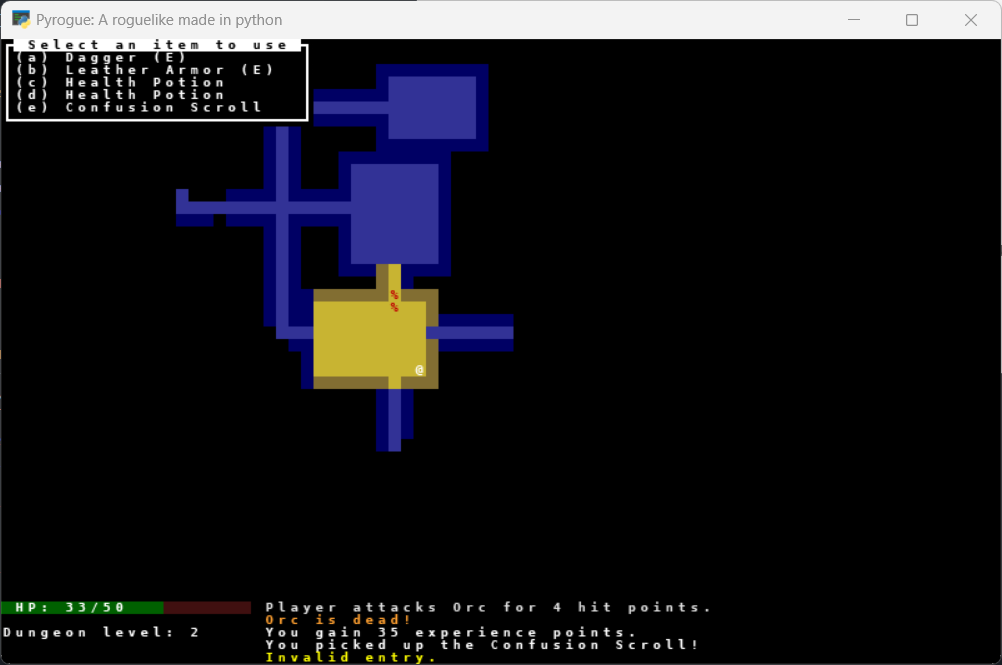 Pyrogue: A roguelike made in python
Select an item to use
(a) Dagger (E)
(b) Leather Armor (E)
(c) Health Potion
(d) Health Potion
(e) Confusion Scroll
%
%
@
HP: 33/50
Dungeon level: 2
Player attacks Orc for 4 hit points.
Orc is dead!
You gain 35 experience points.
You picked up the Confusion Scroll!
Invalid entry.